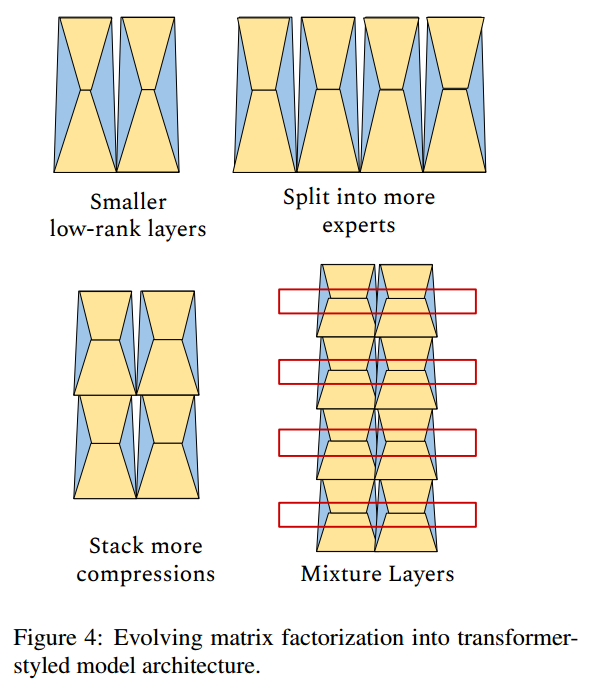 Smaller
low-rank layers
Split into more
experts
Stack more
compressions
Mixture Layers
Figure 4: Evolving matrix factorization into transformer-
styled model architecture.